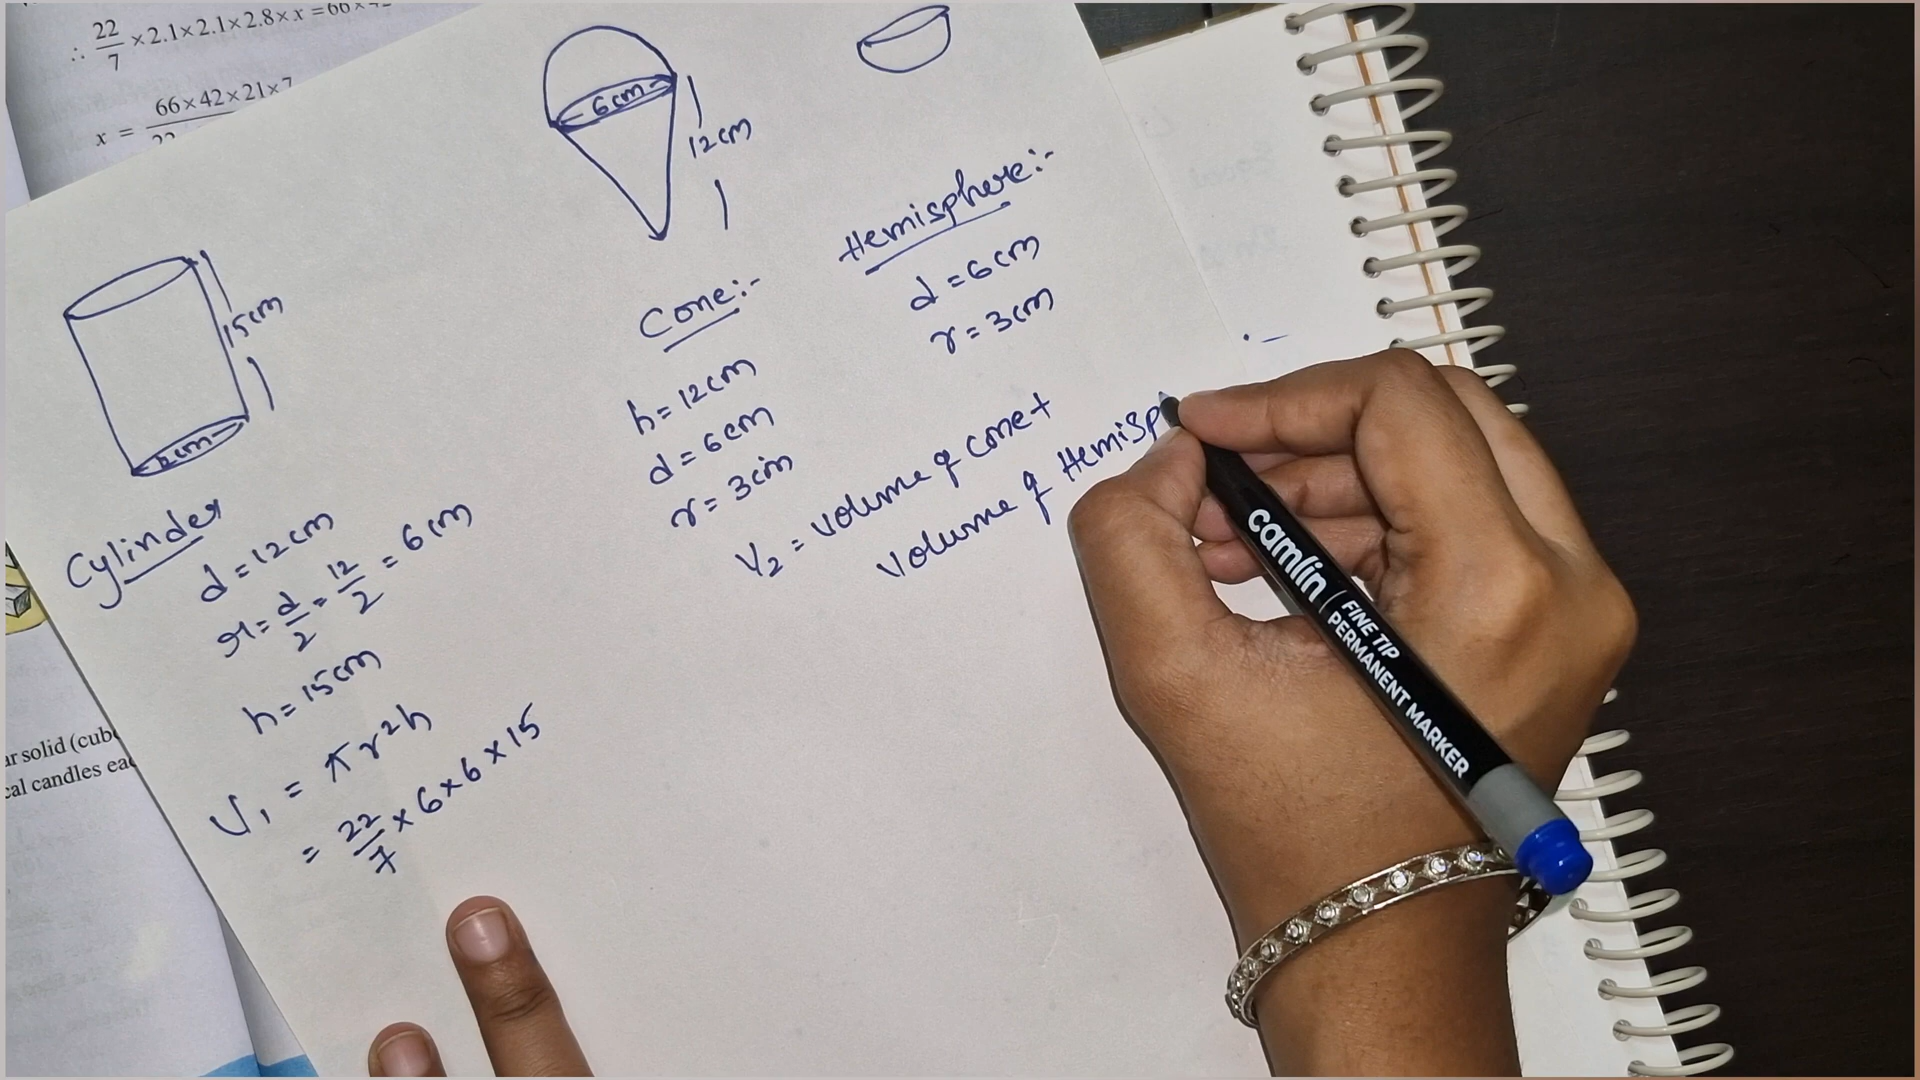 ∴ 22/7 ×2.1×2.1×2.8×x = 66×4
x = 66×42×21×7
6cm
12cm
15cm
Cylinder
d = 12cm
r = d/2 = 12/2 = 6cm
h = 15cm
V₁ = πr²h
= 22/7 × 6 × 6 × 15
Cone:-
h = 12cm
d = 6cm
r = 3cm
Hemisphere:-
d = 6cm
r = 3cm
V₂ = Volume of cone +
Volume of Hemisp
ar solid (cub
cal candles eac
camlin FINE TIP
PERMANENT MARKER